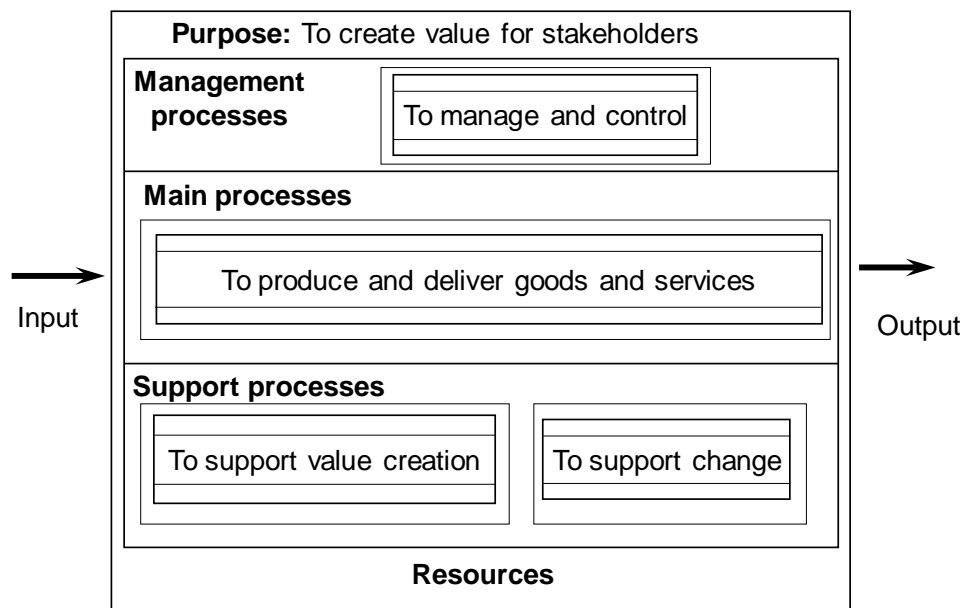 Purpose: To create value for stakeholders
Management
processes
To manage and control
Main processes
To produce and deliver goods and services
Input
Output
Support processes
To support value creation
To support change
Resources